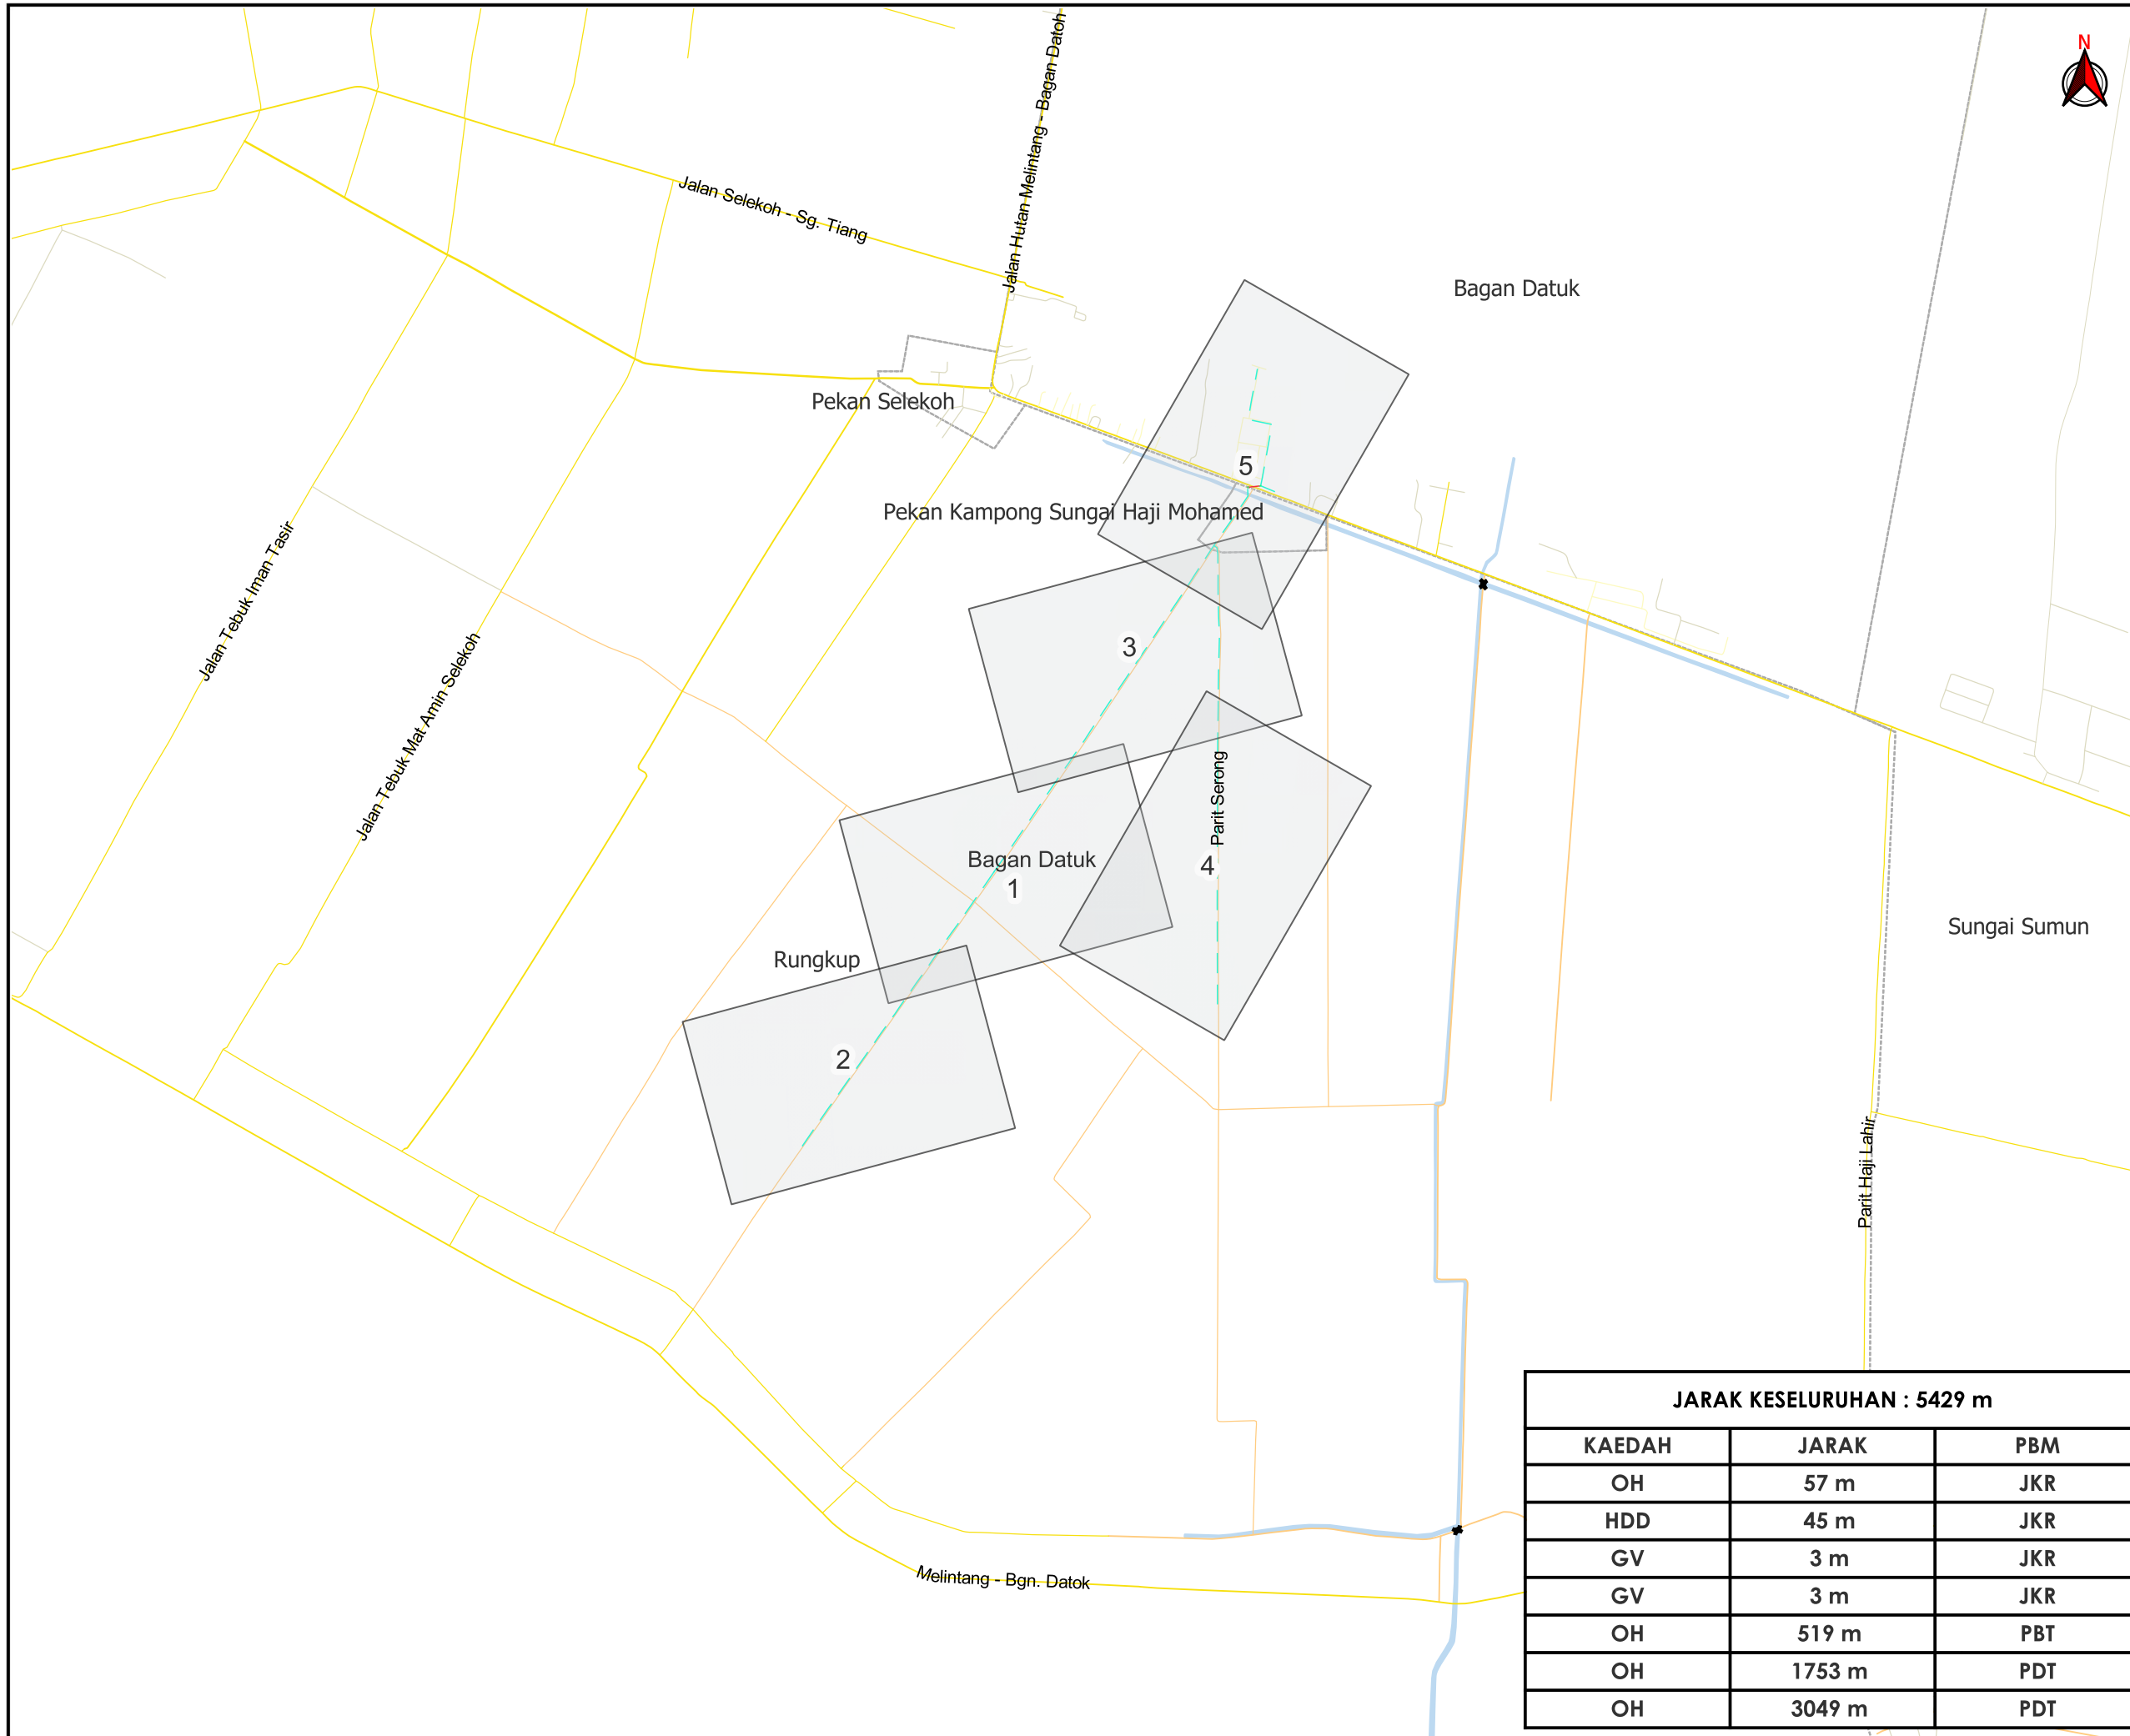 N
Jalan Hutan Melintang - Bagan Datoh
Jalan Selekoh - Sg. Tiang
Bagan Datuk
Pekan Selekoh
5
Pekan Kampong Sungai Haji Mohamed
Jalan Tebuk Iman Tasir
3
Jalan Tebuk Mat Amin Selekoh
Parit Serong
Bagan Datuk
4
1
Sungai Sumun
Rungkup
2
Parit Haji Lahir
Melintang - Bgn. Datok
JARAK KESELURUHAN : 5429 m
KAEDAH JARAK PBM
OH 57 m JKR
HDD 45 m JKR
GV 3 m JKR
GV 3 m JKR
OH 519 m PBT
OH 1753 m PDT
OH 3049 m PDT